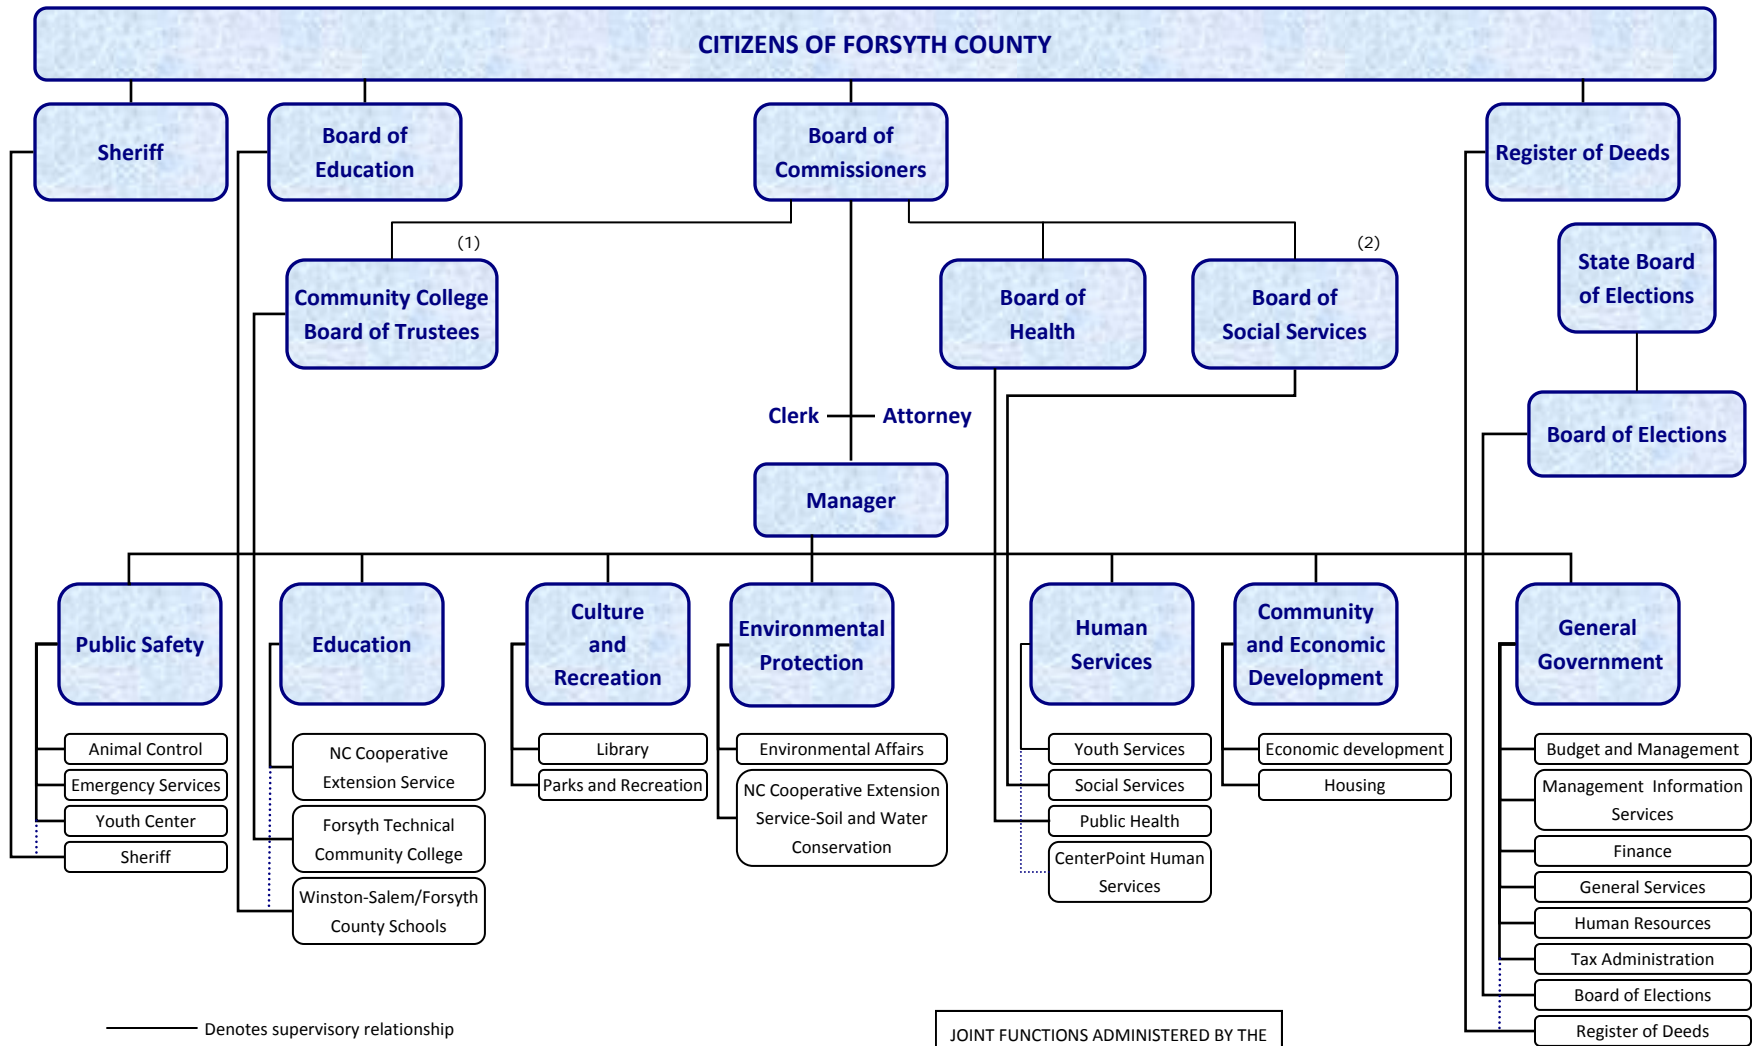 CITIZENS OF FORSYTH COUNTY
Sheriff
Board of
Education
Board of
Commissioners
Register of Deeds
(1)
(2)
Community College
Board of Trustees
Board of
Health
Board of
Social Services
State Board
of Elections
Clerk
Attorney
Board of Elections
Manager
Public Safety
Education
Culture
and
Recreation
Environmental
Protection
Human
Services
Community
and Economic
Development
General
Government
Animal Control
Emergency Services
Youth Center
Sheriff
NC Cooperative
Extension Service
Forsyth Technical
Community College
Winston-Salem/Forsyth
County Schools
Library
Parks and Recreation
Environmental Affairs
NC Cooperative Extension
Service-Soil and Water
Conservation
Youth Services
Social Services
Public Health
CenterPoint Human
Services
Economic development
Housing
Budget and Management
Management Information
Services
Finance
General Services
Human Resources
Tax Administration
Board of Elections
Register of Deeds
Denotes supervisory relationship
JOINT FUNCTIONS ADMINISTERED BY THE